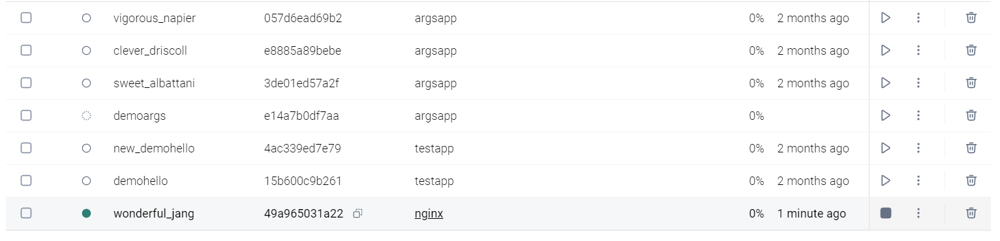 vigorous_napier 057d6ead69b2 argsapp 0% 2 months ago
clever_driscoll e8885a89bebe argsapp 0% 2 months ago
sweet_albattani 3de01ed57a2f argsapp 0% 2 months ago
demoargs e14a7b0df7aa argsapp 0%
new_demohello 4ac339ed7e79 testapp 0% 2 months ago
demohello 15b600c9b261 testapp 0% 2 months ago
wonderful_jang 49a965031a22 nginx 0% 1 minute ago